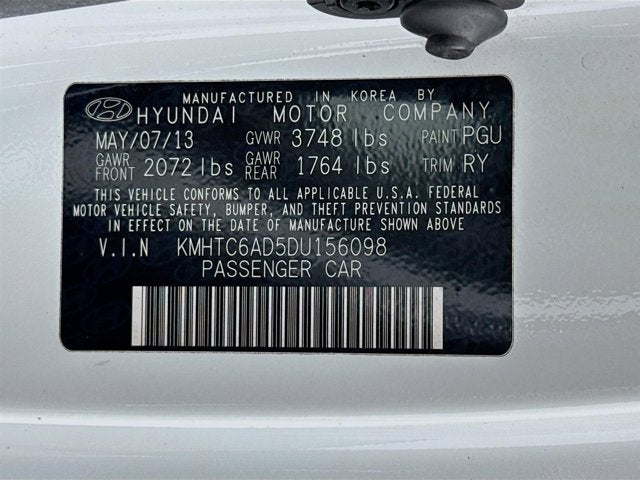 MANUFACTURED IN KOREA BY
HYUNDAI MOTOR COMPANY
MAY/07/13 GVWR 3748 lbs PAINT PGU
GAWR FRONT 2072 lbs GAWR REAR 1764 lbs TRIM RY
THIS VEHICLE CONFORMS TO ALL APPLICABLE U.S.A. FEDERAL
MOTOR VEHICLE SAFETY, BUMPER, AND THEFT PREVENTION STANDARDS
IN EFFECT ON THE DATE OF MANUFACTURE SHOWN ABOVE
V.I.N KMHTC6AD5DU156098
PASSENGER CAR